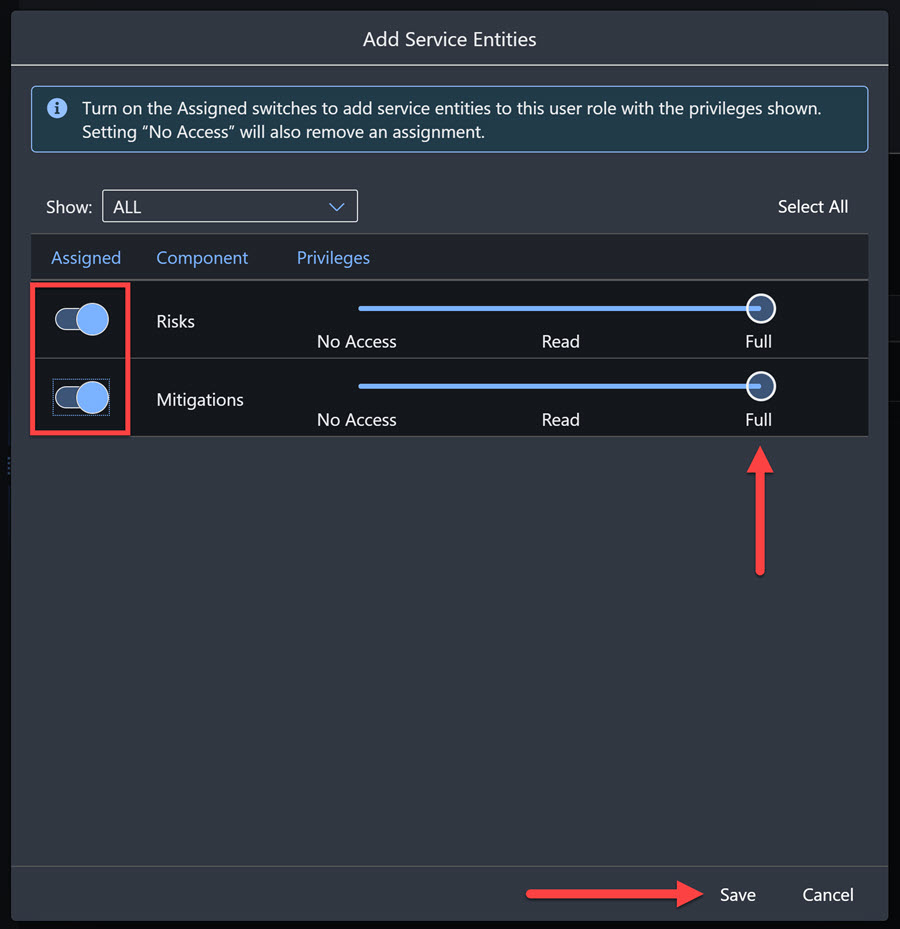 Add Service Entities
Turn on the Assigned switches to add service entities to this user role with the privileges shown.
Setting “No Access” will also remove an assignment.
Show: ALL Select All
Assigned Component Privileges
Risks
No Access Read Full
Mitigations
No Access Read Full
Save Cancel